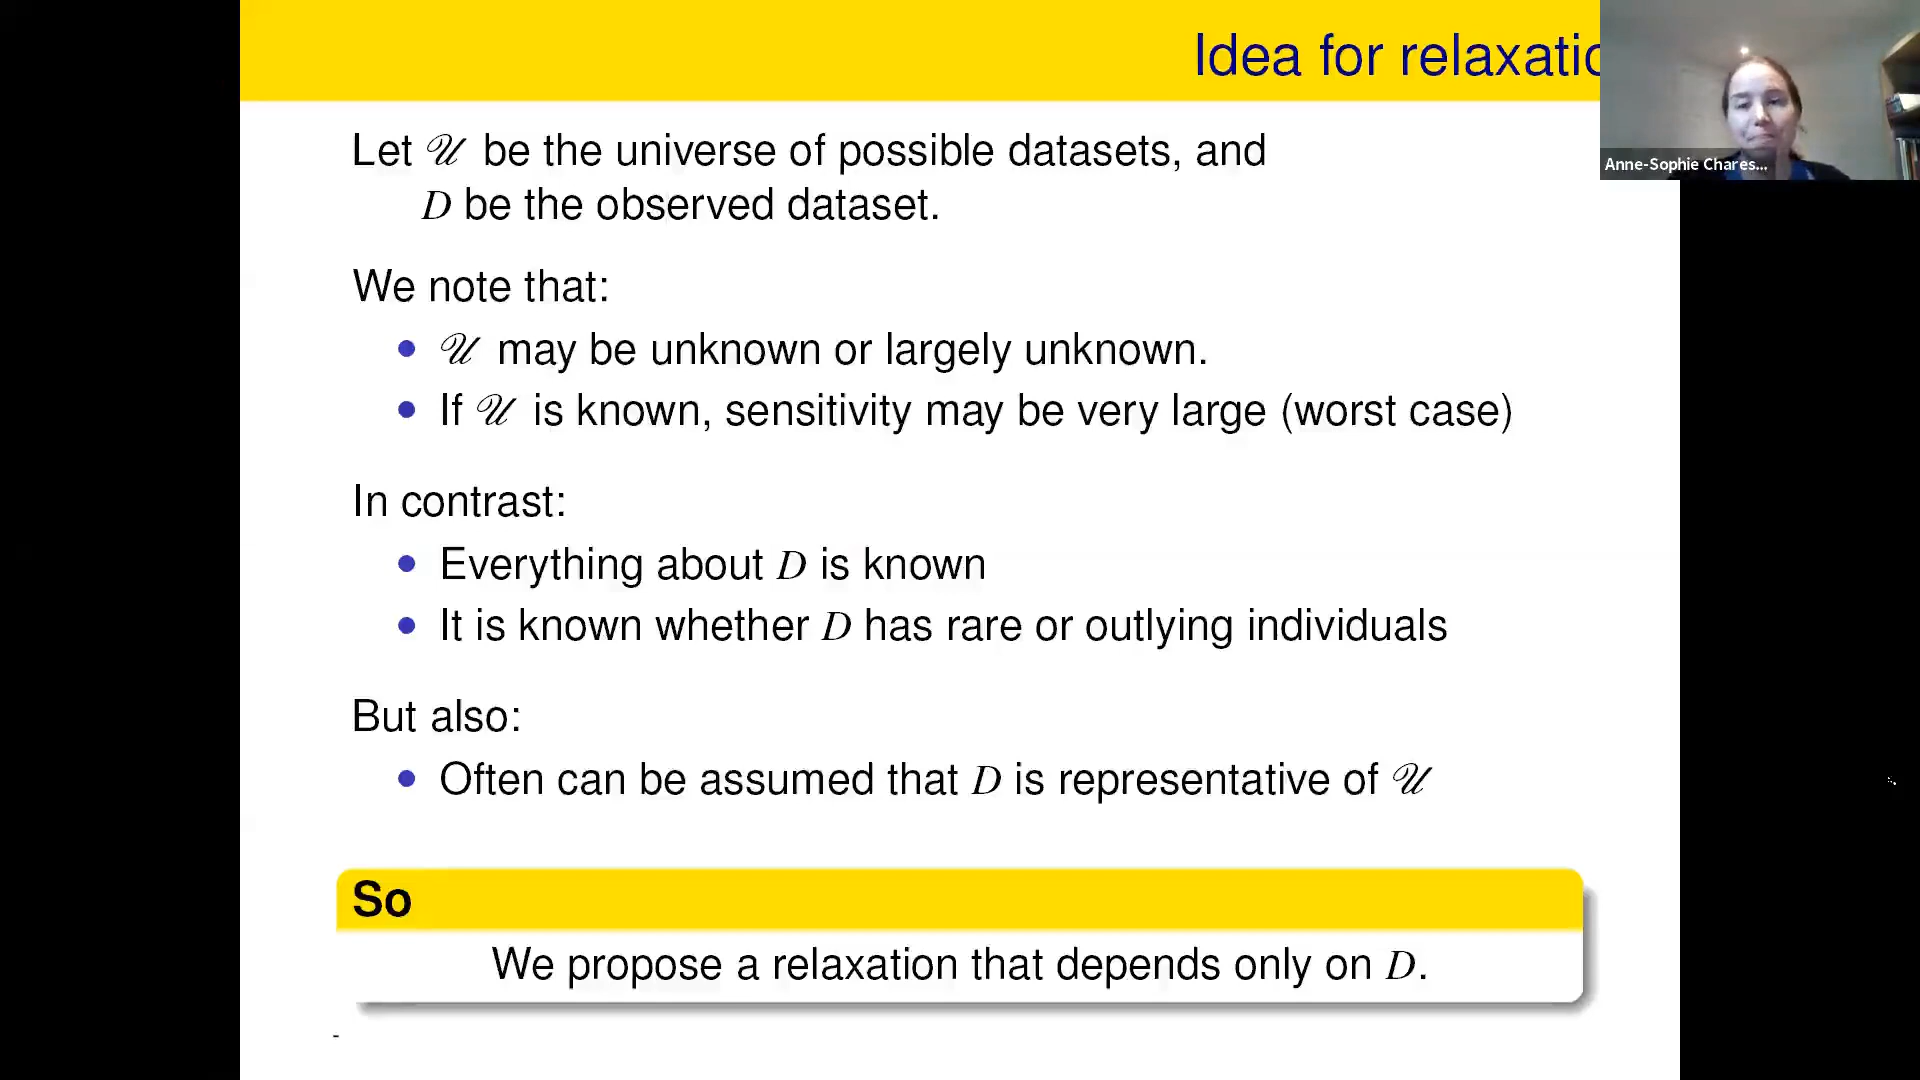 Idea for relaxatio
Anne-Sophie Chares...
Let 𝒰 be the universe of possible datasets, and
D be the observed dataset.
We note that:
• 𝒰 may be unknown or largely unknown.
• If 𝒰 is known, sensitivity may be very large (worst case)
In contrast:
• Everything about D is known
• It is known whether D has rare or outlying individuals
But also:
• Often can be assumed that D is representative of 𝒰
So
We propose a relaxation that depends only on D.
-